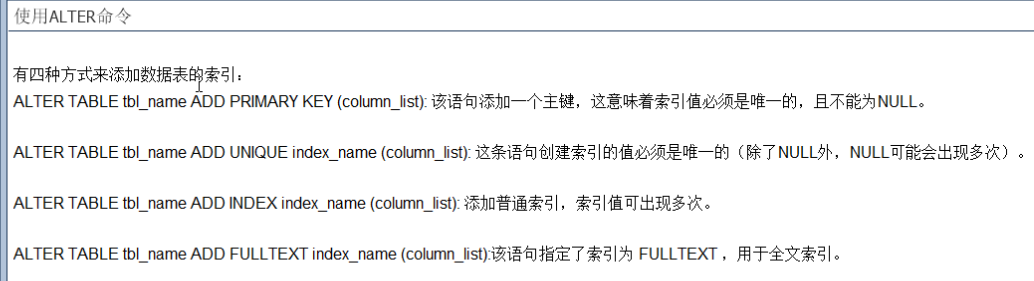 使用ALTER命令
有四种方式来添加数据表的索引：
ALTER TABLE tbl_name ADD PRIMARY KEY (column_list): 该语句添加一个主键，这意味着索引值必须是唯一的，且不能为NULL。
ALTER TABLE tbl_name ADD UNIQUE index_name (column_list): 这条语句创建索引的值必须是唯一的（除了NULL外，NULL可能会出现多次）。
ALTER TABLE tbl_name ADD INDEX index_name (column_list): 添加普通索引，索引值可出现多次。
ALTER TABLE tbl_name ADD FULLTEXT index_name (column_list):该语句指定了索引为 FULLTEXT ，用于全文索引。